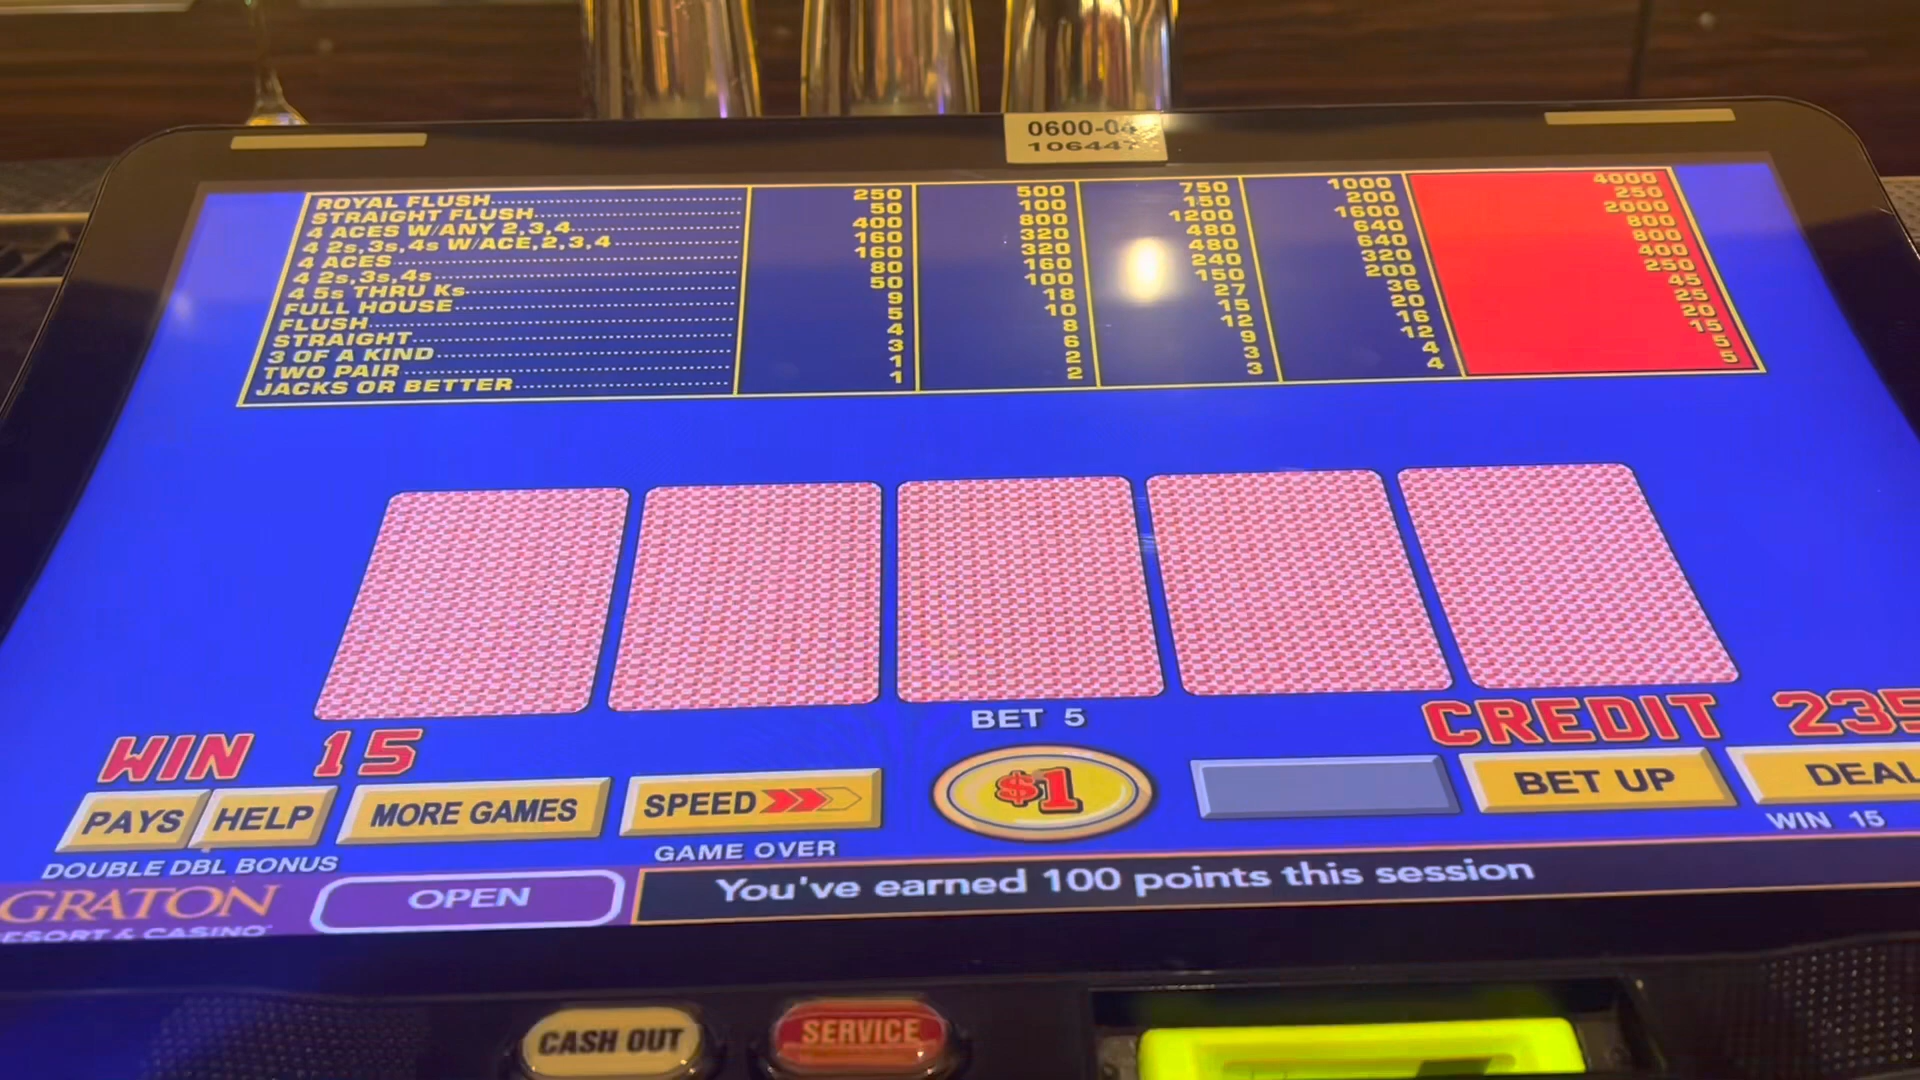 0600-0
106447
ROYAL FLUSH 250 500 750 1000 4000
STRAIGHT FLUSH 50 100 150 200 250
4 ACES W/ANY 2,3,4 400 800 1200 1600 2000
4 2s,3s,4s W/ACE,2,3,4 160 320 480 640 800
4 ACES 160 320 480 640 800
4 2s,3s,4s 80 160 240 320 400
4 5s THRU Ks 50 100 150 200 250
FULL HOUSE 9 18 27 36 45
FLUSH 5 10 15 20 25
STRAIGHT 4 8 12 16 20
3 OF A KIND 3 6 9 12 15
TWO PAIR 1 2 3 4 5
JACKS OR BETTER 1 2 3 4 5
BET 5
WIN 15
CREDIT 235
PAYS HELP MORE GAMES SPEED $1 BET UP DEAL
DOUBLE DBL BONUS
GAME OVER
WIN 15
GRATON
ESORT & CASINO
OPEN
You've earned 100 points this session
CASH OUT
SERVICE